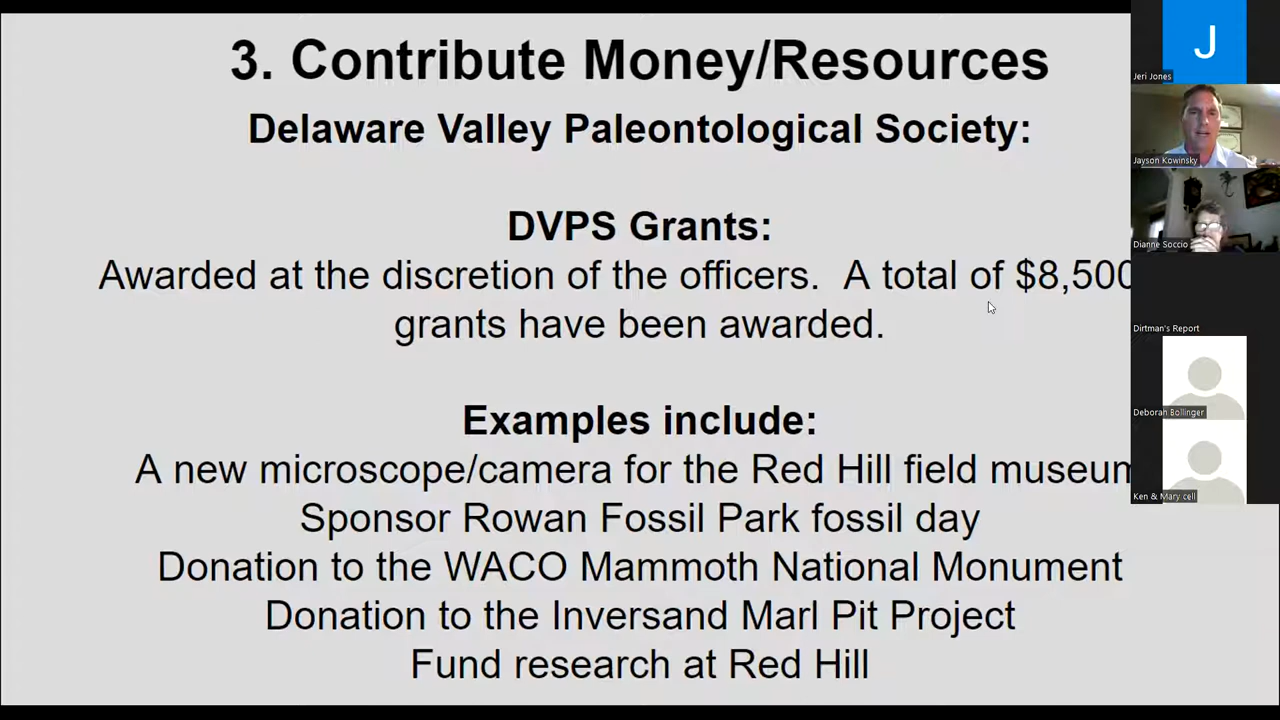 3. Contribute Money/Resources
Delaware Valley Paleontological Society:
DVPS Grants:
Awarded at the discretion of the officers. A total of $8,500
grants have been awarded.
Examples include:
A new microscope/camera for the Red Hill field museum
Sponsor Rowan Fossil Park fossil day
Donation to the WACO Mammoth National Monument
Donation to the Inversand Marl Pit Project
Fund research at Red Hill
J
Jeri Jones
Jayson Kowinsky
Dianne Soccio
Dirtman's Report
Deborah Bollinger
Ken & Mary cell